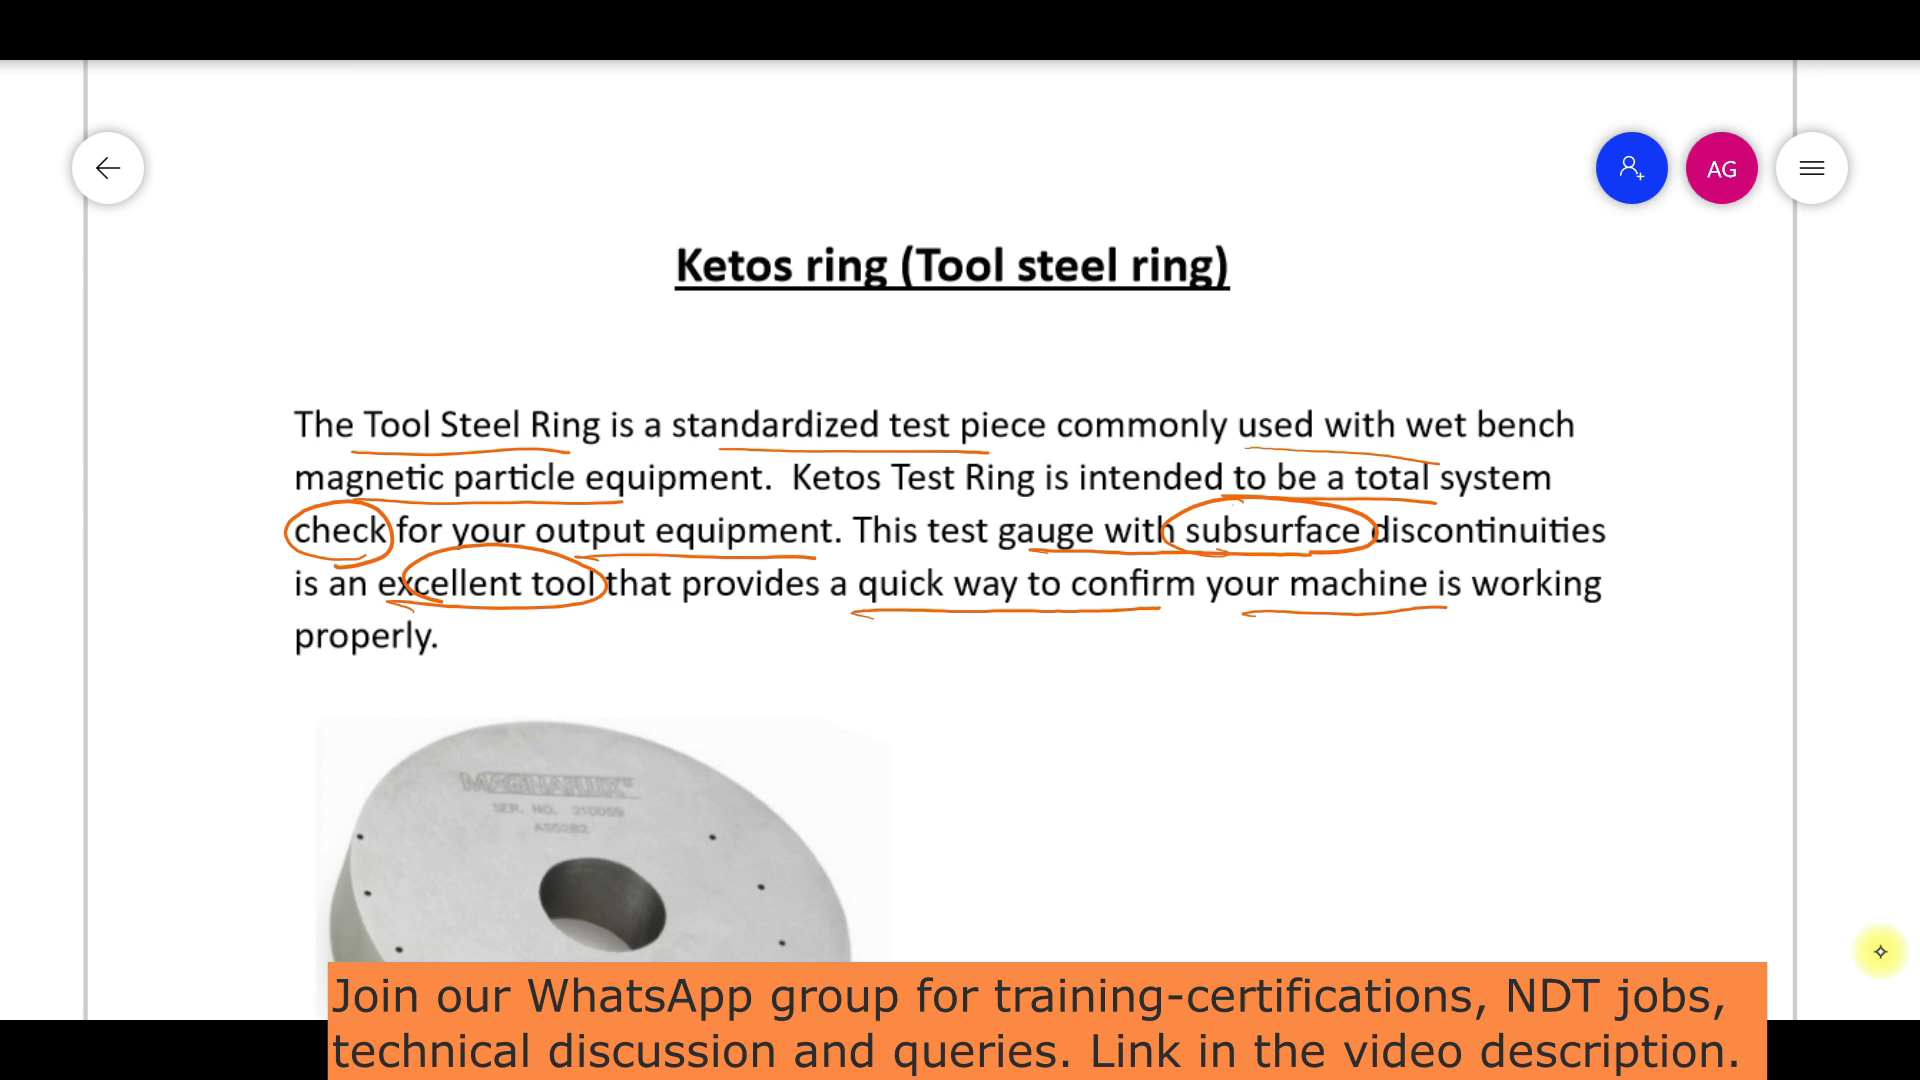 AG
Ketos ring (Tool steel ring)
The Tool Steel Ring is a standardized test piece commonly used with wet bench
magnetic particle equipment.  Ketos Test Ring is intended to be a total system
check for your output equipment. This test gauge with subsurface discontinuities
is an excellent tool that provides a quick way to confirm your machine is working
properly.
MAGNAFLUX
SER. NO. 210059
AS5282
Join our WhatsApp group for training-certifications, NDT jobs,
technical discussion and queries. Link in the video description.